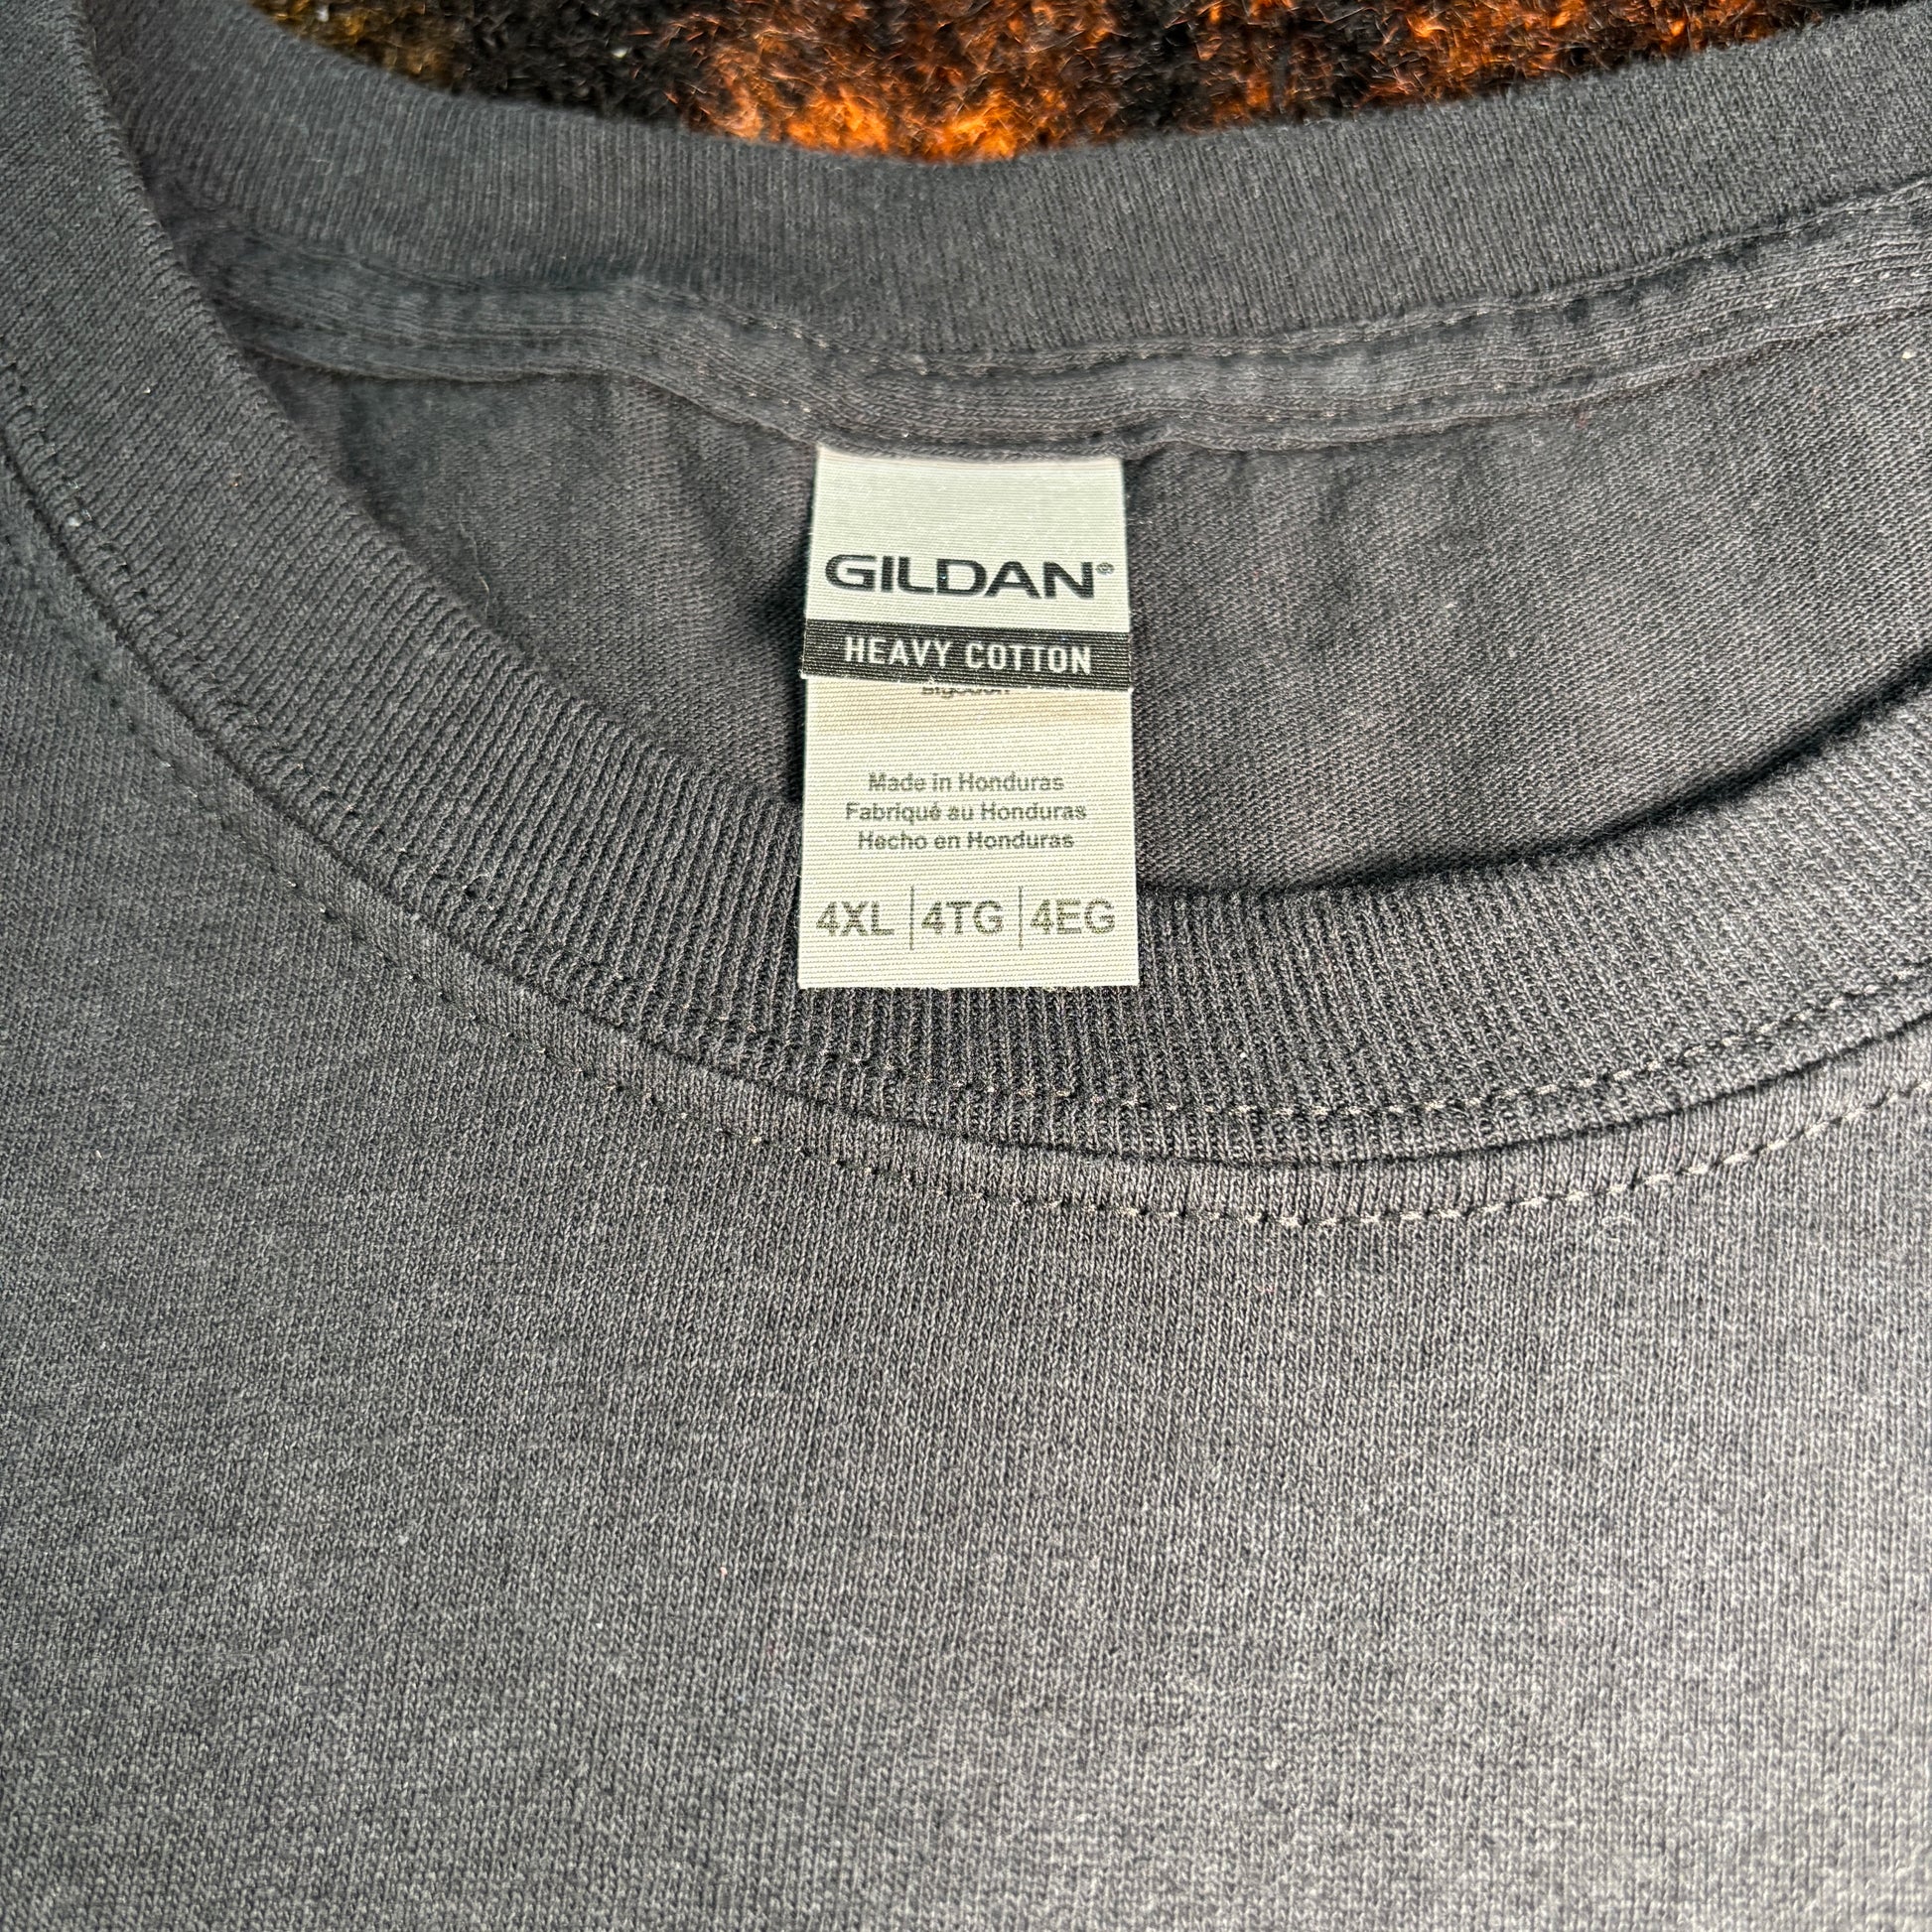 GILDAN®
HEAVY COTTON
Made in Honduras
Fabriqué au Honduras
Hecho en Honduras
4XL | 4TG | 4EG